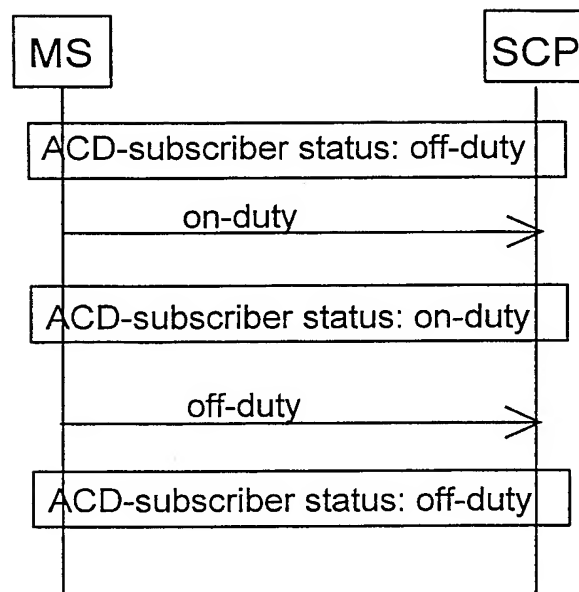 MS
SCP
ACD-subscriber status: off-duty
on-duty
ACD-subscriber status: on-duty
off-duty
ACD-subscriber status: off-duty